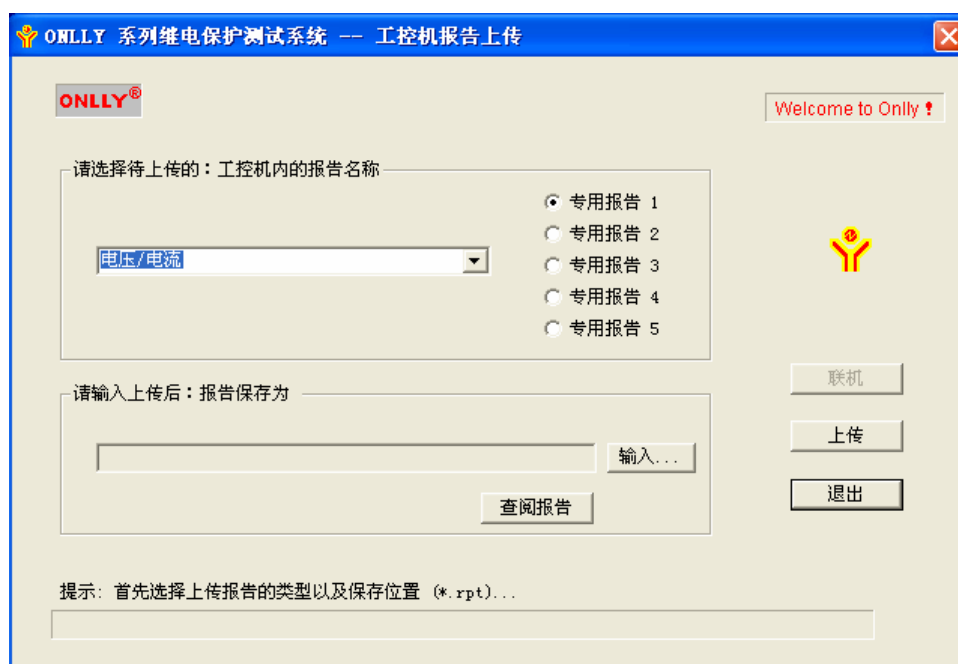 ONLLY 系列继电保护测试系统 -- 工控机报告上传
ONLLY®
Welcome to Onlly !
请选择待上传的：工控机内的报告名称
专用报告 1
专用报告 2
电压/电流
专用报告 3
专用报告 4
专用报告 5
联机
请输入上传后：报告保存为
上传
输入...
退出
查阅报告
提示: 首先选择上传报告的类型以及保存位置 (*.rpt)...